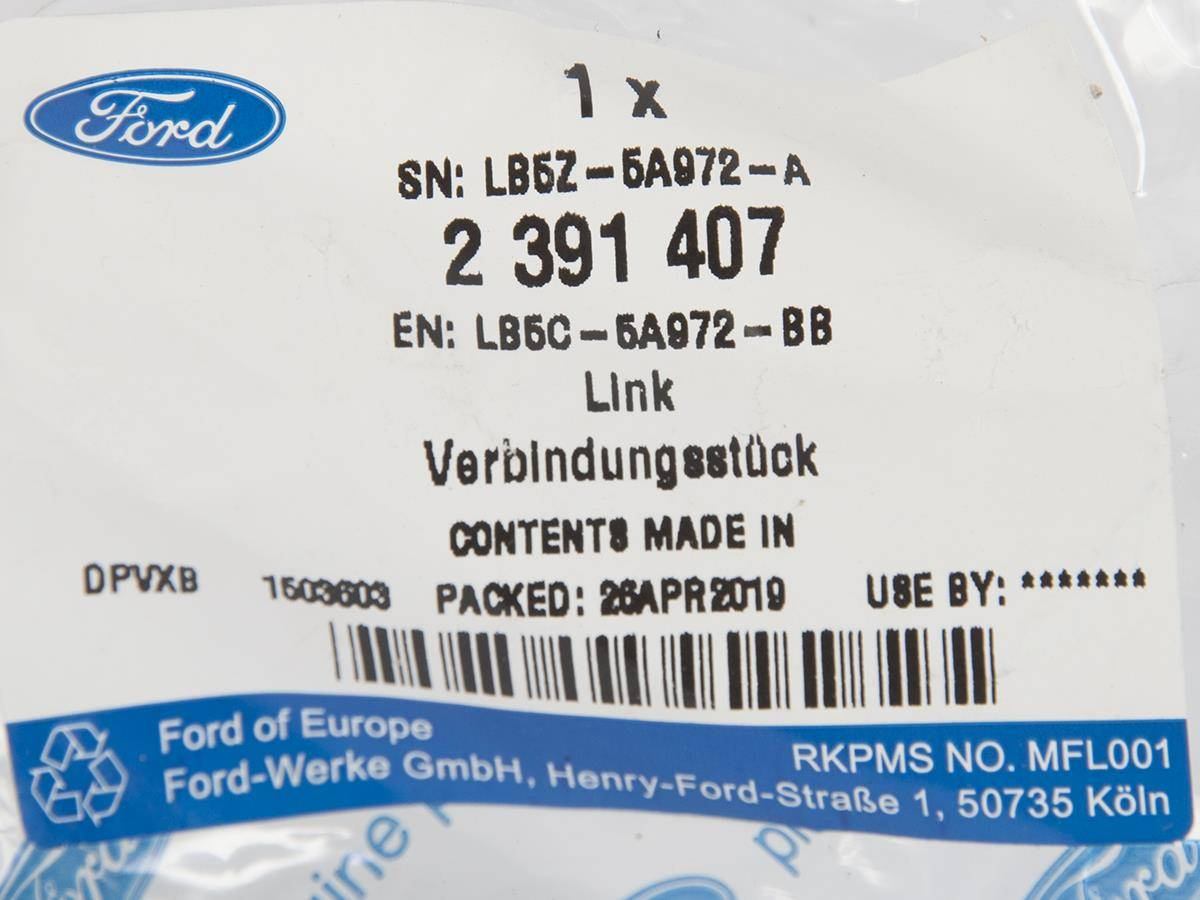 Ford
1 x
SN: LB5Z-5A972-A
2 391 407
EN: LB5C-5A972-BB
Link
Verbindungsstück
CONTENTS MADE IN
DPVXB 1503603 PACKED: 26APR2019 USE BY: *******
Ford of Europe
Ford-Werke GmbH, Henry-Ford-Straße 1, 50735 Köln
RKPMS NO. MFL001
Ford
Ford